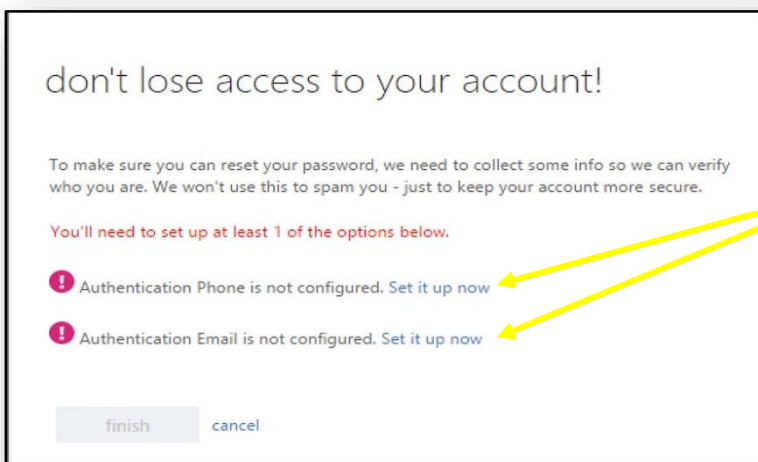 don't lose access to your account!
To make sure you can reset your password, we need to collect some info so we can verify
who you are. We won't use this to spam you - just to keep your account more secure.
You'll need to set up at least 1 of the options below.
! Authentication Phone is not configured. Set it up now
! Authentication Email is not configured. Set it up now
finish cancel